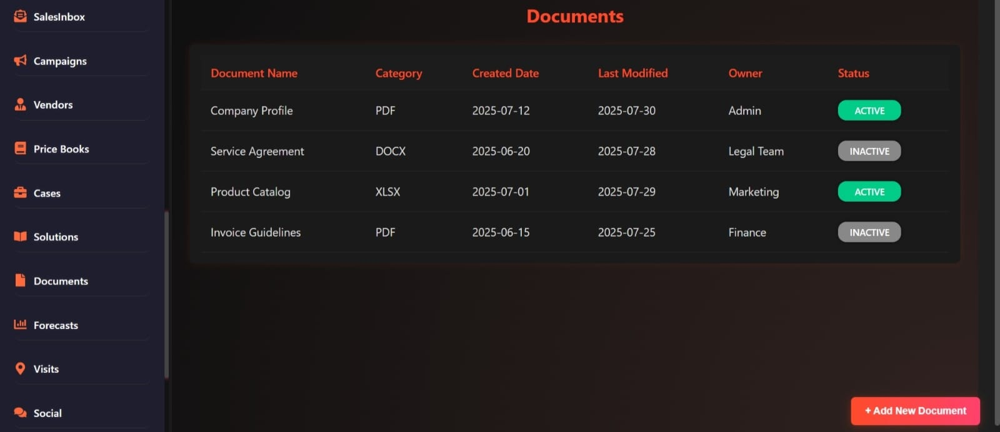 SalesInbox
Campaigns
Vendors
Price Books
Cases
Solutions
Documents
Forecasts
Visits
Social
Documents
Document Name Category Created Date Last Modified Owner Status
Company Profile PDF 2025-07-12 2025-07-30 Admin ACTIVE
Service Agreement DOCX 2025-06-20 2025-07-28 Legal Team INACTIVE
Product Catalog XLSX 2025-07-01 2025-07-29 Marketing ACTIVE
Invoice Guidelines PDF 2025-06-15 2025-07-25 Finance INACTIVE
+ Add New Document